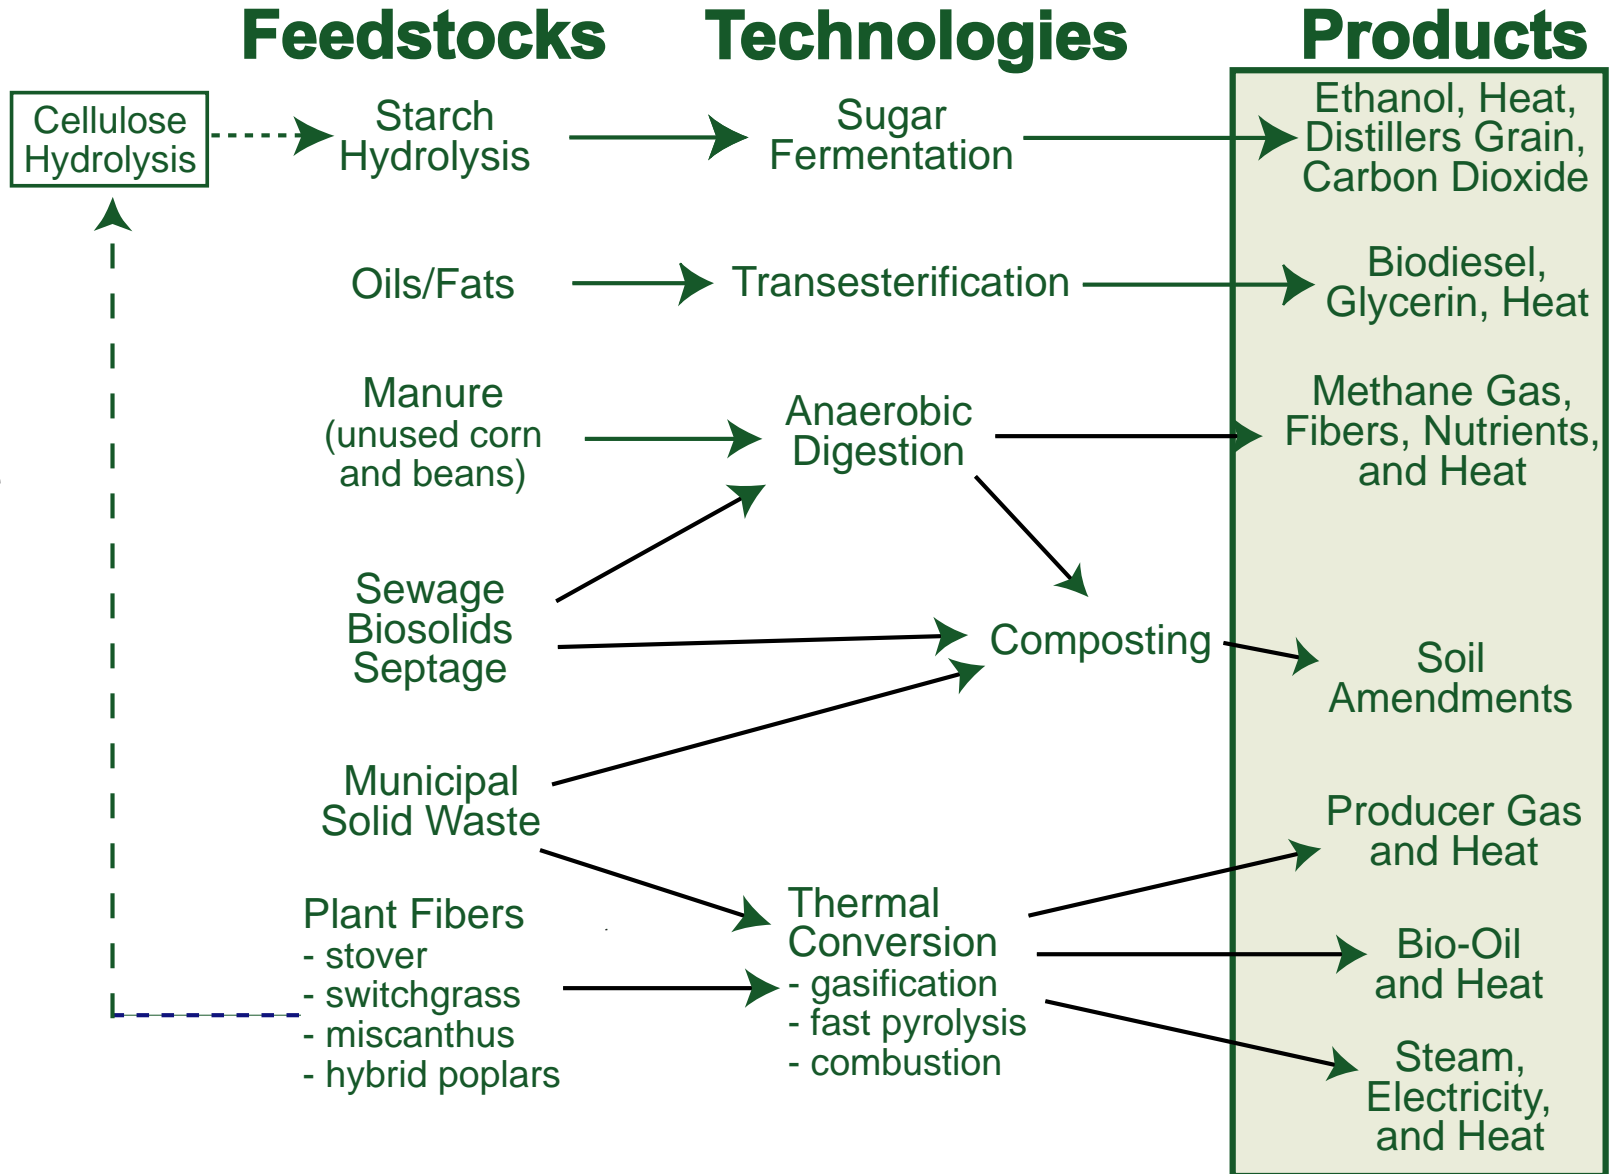 Feedstocks
Technologies
Products
Cellulose
Hydrolysis
Starch
Hydrolysis
Sugar
Fermentation
Ethanol, Heat,
Distillers Grain,
Carbon Dioxide
Oils/Fats
Transesterification
Biodiesel,
Glycerin, Heat
Manure
(unused corn
and beans)
Anaerobic
Digestion
Methane Gas,
Fibers, Nutrients,
and Heat
Sewage
Biosolids
Septage
Composting
Soil
Amendments
Municipal
Solid Waste
Producer Gas
and Heat
Plant Fibers
- stover
- switchgrass
- miscanthus
- hybrid poplars
Thermal
Conversion
- gasification
- fast pyrolysis
- combustion
Bio-Oil
and Heat
Steam,
Electricity,
and Heat